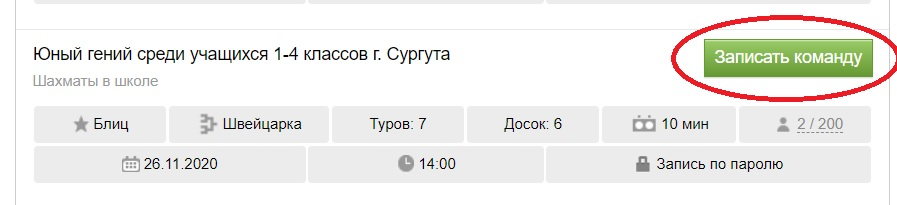 Юный гений среди учащихся 1-4 классов г. Сургута
Записать команду
Шахматы в школе
Блиц Швейцарка Туров: 7 Досок: 6 10 мин 2 / 200
26.11.2020 14:00 Запись по паролю